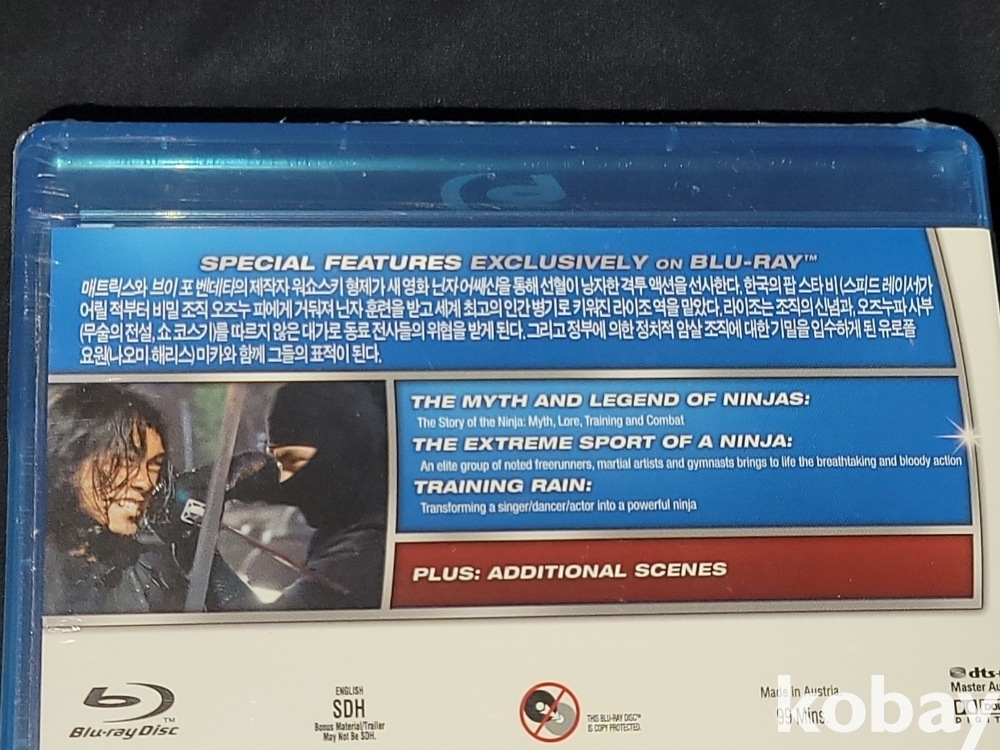 SPECIAL FEATURES EXCLUSIVELY ON BLU-RAY™
매트릭스와 브이 포 벤데타의 제작자 워쇼스키 형제가 새 영화 닌자 어쌔신을 통해 선혈이 낭자한 격투 액션을 선사한다. 한국의 팝 스타 비 (스피드 레이서)가
어릴 적부터 비밀 조직 오즈누 파에게 거둬져 닌자 훈련을 받고 세계 최고의 인간 병기로 키워진 라이조 역을 맡았다. 라이조는 조직의 신념과, 오즈누파 사부
(무술의 전설, 쇼 코스기)를 따르지 않은 대가로 동료 전사들의 위협을 받게 된다. 그리고 정부에 의한 정치적 암살 조직에 대한 기밀을 입수하게 된 유로폴
요원(나오미 해리스) 미카와 함께 그들의 표적이 된다.
THE MYTH AND LEGEND OF NINJAS:
The Story of the Ninja: Myth, Lore, Training and Combat
THE EXTREME SPORT OF A NINJA:
An elite group of noted freerunners, martial artists and gymnasts brings to life the breathtaking and bloody action
TRAINING RAIN:
Transforming a singer/dancer/actor into a powerful ninja
PLUS: ADDITIONAL SCENES
Blu-ray Disc™
ENGLISH
SDH
Bonus Material/Trailer
May Not Be SDH.
THIS BLU-RAY DISC™
IS COPY PROTECTED.
Made in Austria
99 Mins.
dts
Master
kobay